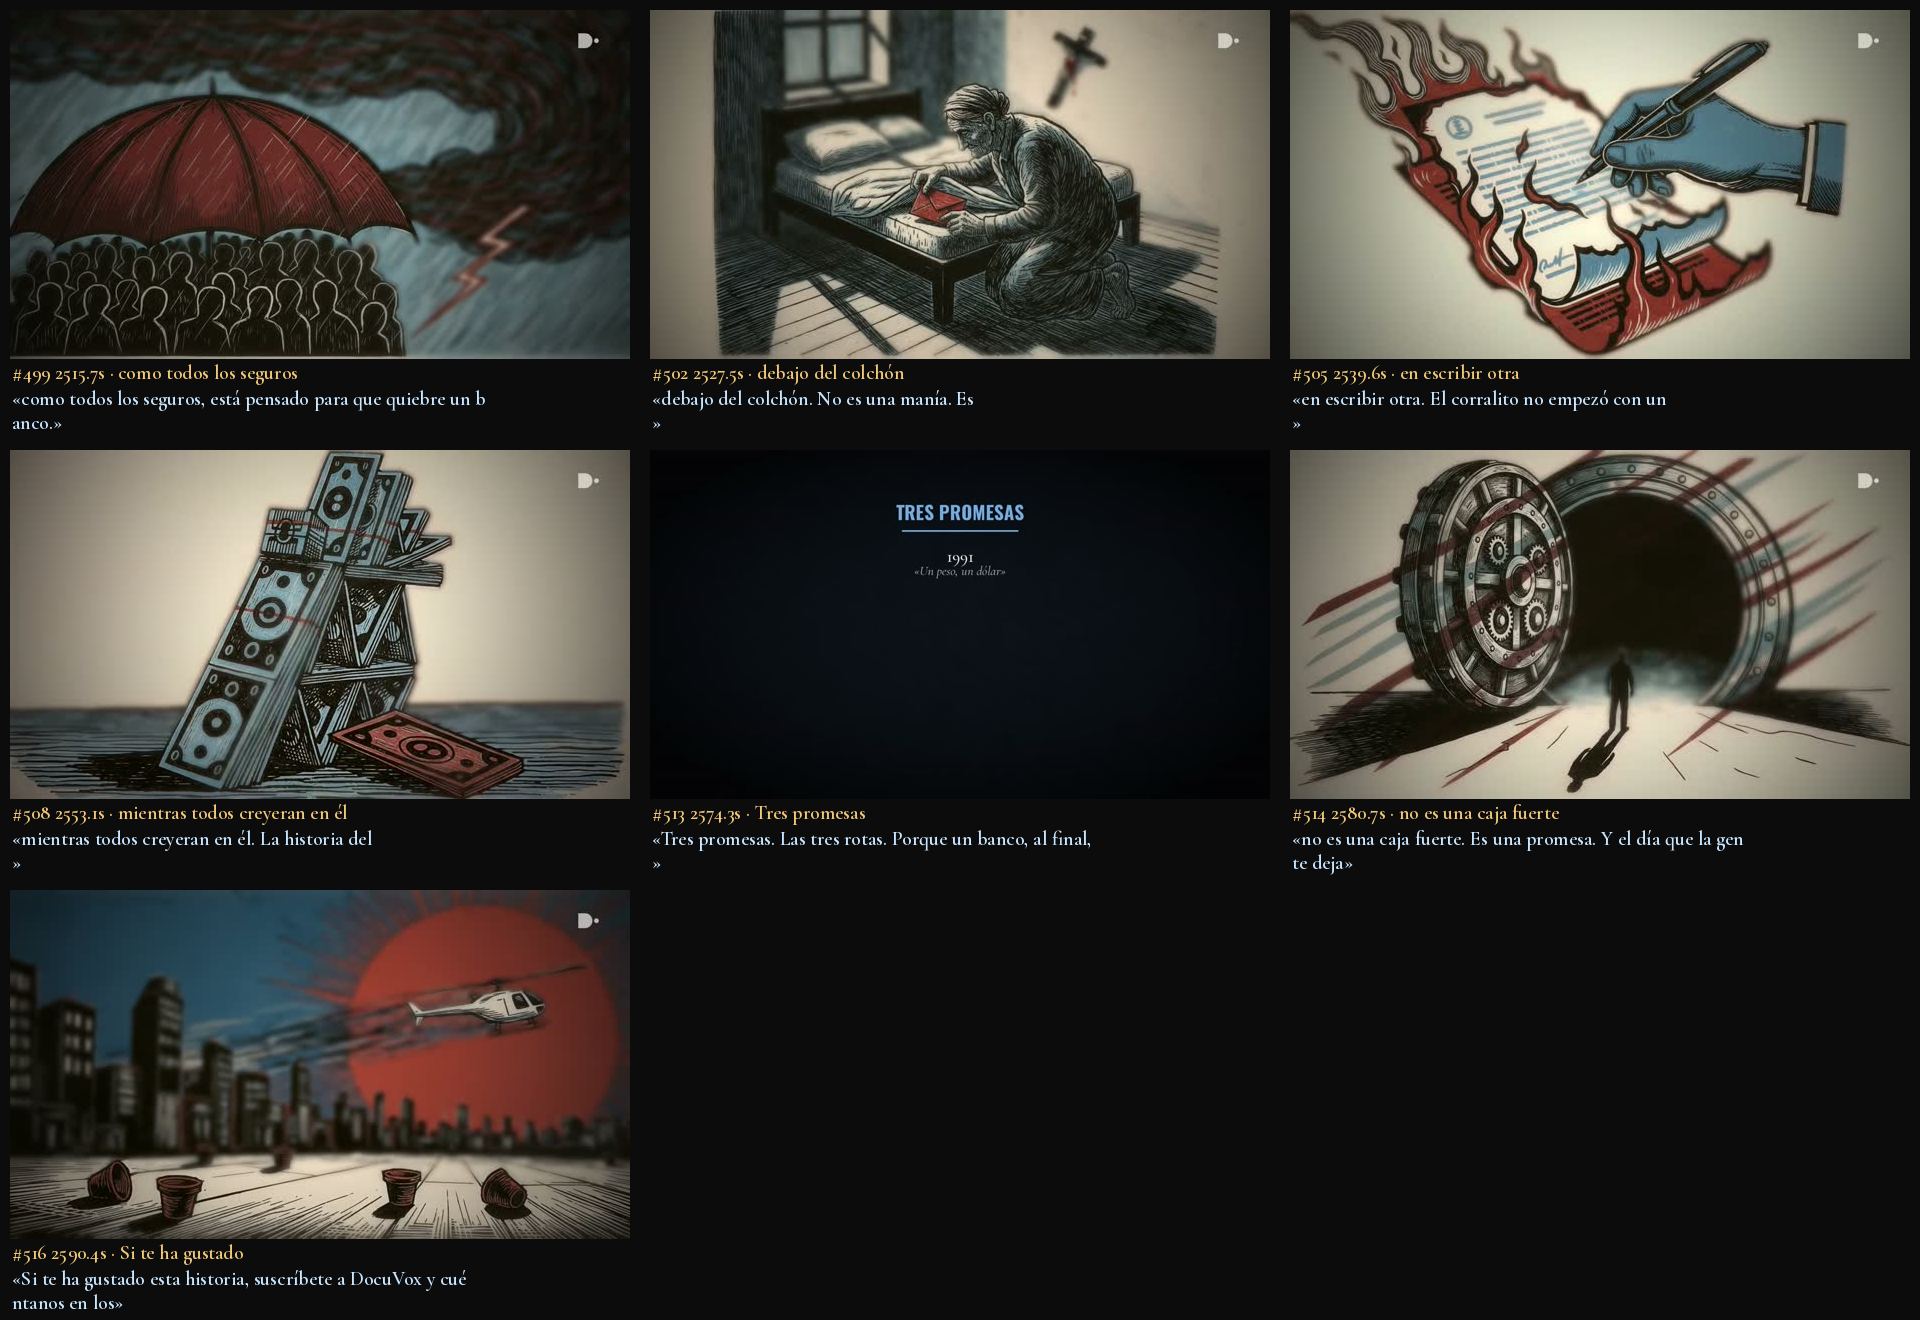 #499 2515.7s · como todos los seguros
«como todos los seguros, está pensado para que quiebre un b
anco.»
#502 2527.5s · debajo del colchón
«debajo del colchón. No es una manía. Es
»
#505 2539.6s · en escribir otra
«en escribir otra. El corralito no empezó con un
»
#508 2553.1s · mientras todos creyeran en él
«mientras todos creyeran en él. La historia del
»
TRES PROMESAS
1991
«Un peso, un dólar»
#513 2574.3s · Tres promesas
«Tres promesas. Las tres rotas. Porque un banco, al final,
»
#514 2580.7s · no es una caja fuerte
«no es una caja fuerte. Es una promesa. Y el día que la gen
te deja»
#516 2590.4s · Si te ha gustado
«Si te ha gustado esta historia, suscríbete a DocuVox y cué
ntanos en los»